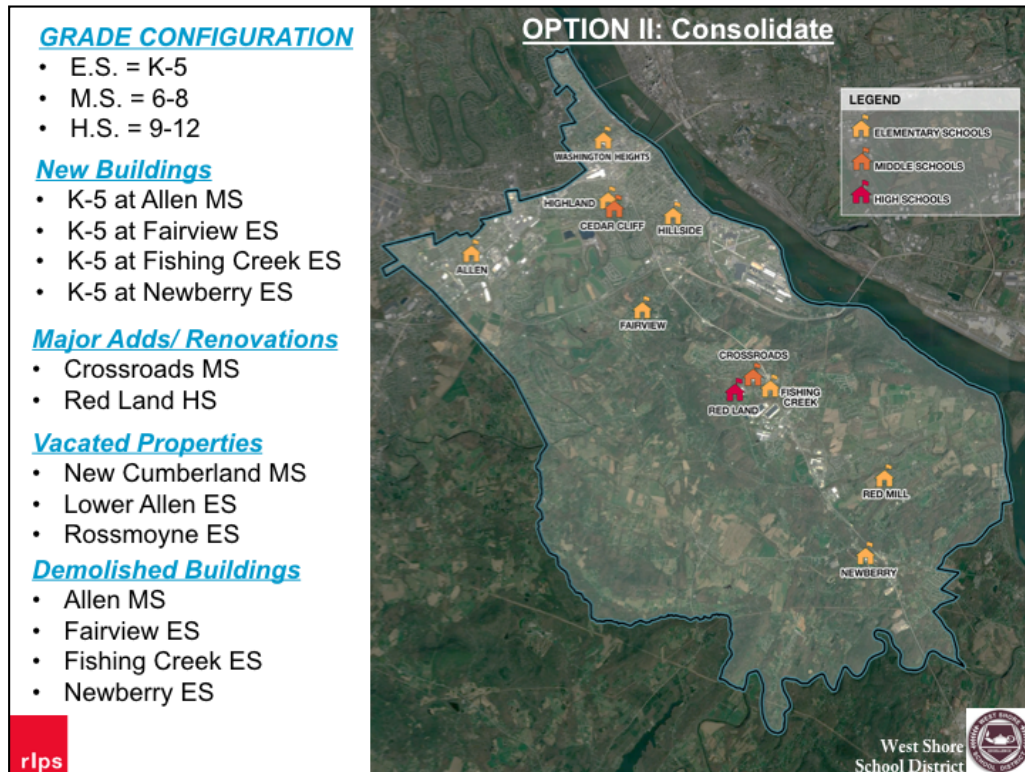 GRADE CONFIGURATION
• E.S. = K-5
• M.S. = 6-8
• H.S. = 9-12
New Buildings
• K-5 at Allen MS
• K-5 at Fairview ES
• K-5 at Fishing Creek ES
• K-5 at Newberry ES
Major Adds/ Renovations
• Crossroads MS
• Red Land HS
Vacated Properties
• New Cumberland MS
• Lower Allen ES
• Rossmoyne ES
Demolished Buildings
• Allen MS
• Fairview ES
• Fishing Creek ES
• Newberry ES
rlps
OPTION II: Consolidate
LEGEND
ELEMENTARY SCHOOLS
MIDDLE SCHOOLS
HIGH SCHOOLS
WASHINGTON HEIGHTS
HIGHLAND
CEDAR CLIFF
HILLSIDE
ALLEN
FAIRVIEW
CROSSROADS
FISHING
CREEK
RED LAND
RED MILL
NEWBERRY
West Shore
School District
WEST SHORE
SCHOOL DISTRICT